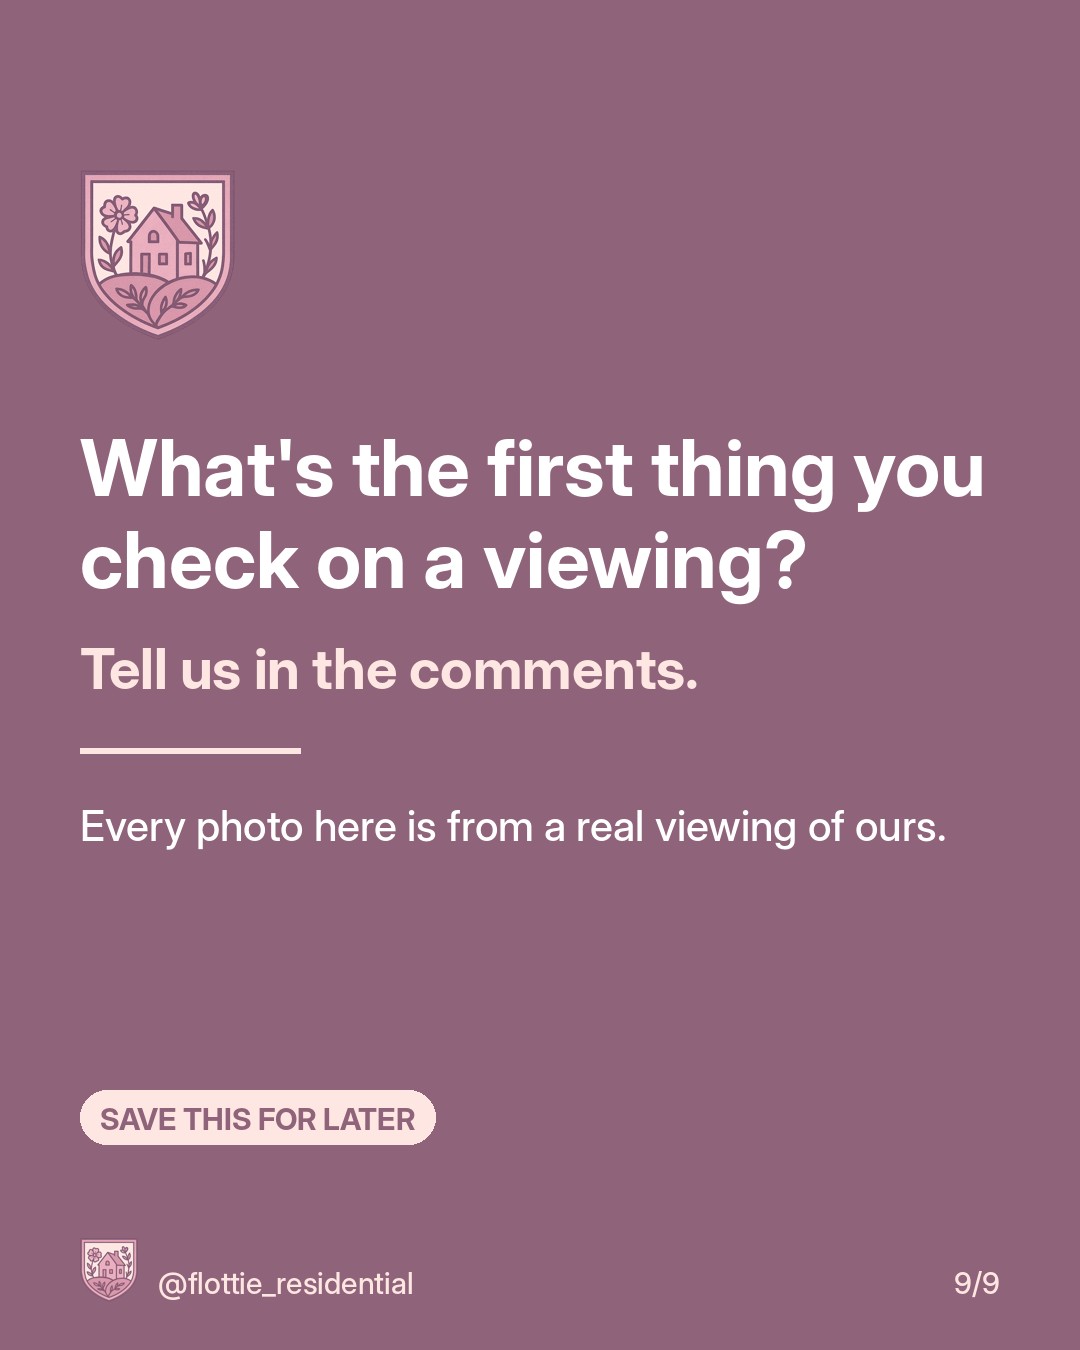 What's the first thing you
check on a viewing?
Tell us in the comments.
Every photo here is from a real viewing of ours.
SAVE THIS FOR LATER
@flottie_residential
9/9